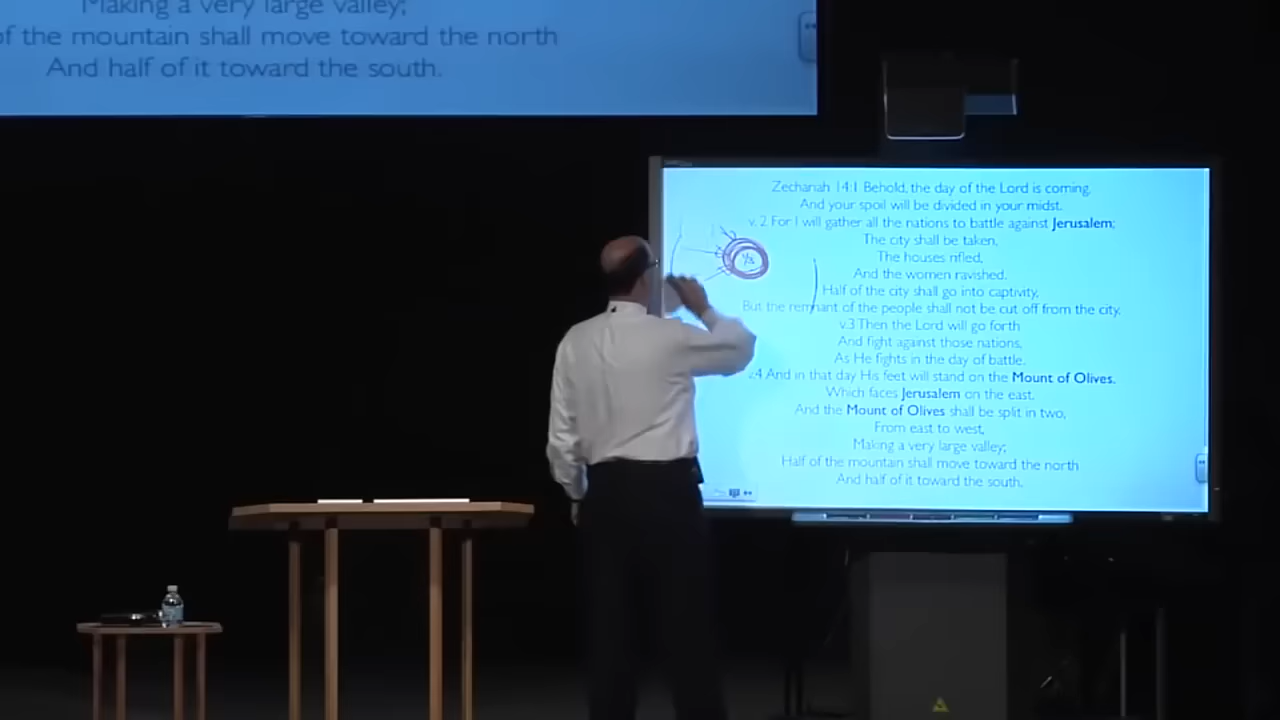 Making a very large valley;
of the mountain shall move toward the north
And half of it toward the south.
Zechariah 14:1 Behold, the day of the Lord is coming,
And your spoil will be divided in your midst.
v. 2 For I will gather all the nations to battle against Jerusalem;
The city shall be taken,
The houses rifled,
And the women ravished.
Half of the city shall go into captivity,
But the remnant of the people shall not be cut off from the city.
v.3 Then the Lord will go forth
And fight against those nations,
As He fights in the day of battle.
v.4 And in that day His feet will stand on the Mount of Olives,
Which faces Jerusalem on the east.
And the Mount of Olives shall be split in two,
From east to west,
Making a very large valley;
Half of the mountain shall move toward the north
And half of it toward the south.